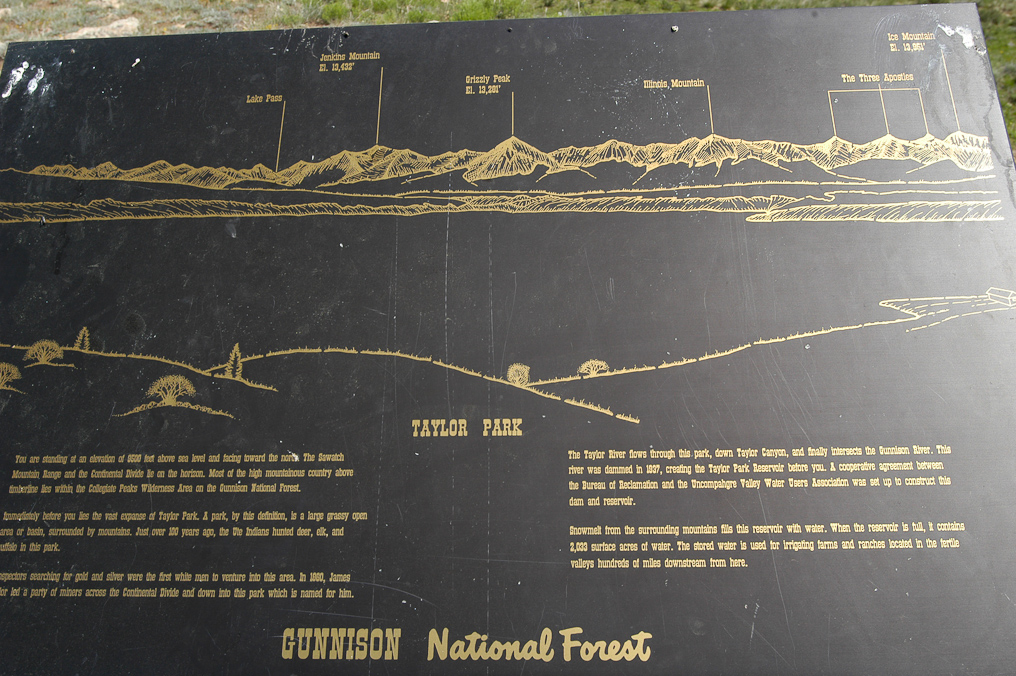 Ice Mountain
El. 13,951'
Jenkins Mountain
El. 13,432'
Grizzly Peak
El. 13,281'
Illinois Mountain
The Three Apostles
Lake Pass
TAYLOR PARK
You are standing at an elevation of feet above sea level and facing toward the north. The Sawatch
Mountain Range and the Continental Divide lie on the horizon. Most of the high mountainous country above
timberline lies within the Collegiate Peaks Wilderness Area on the Gunnison National Forest.
Immediately before you lies the vast expanse of Taylor Park. A park, by this definition, is a large grassy open
area or basin, surrounded by mountains. Just over 100 years ago, the Ute Indians hunted deer, elk, and
uffalo in this park.
ospectors searching for gold and silver were the first white men to venture into this area. In 1860, James
lor led a party of miners across the Continental Divide and down into this park which is named for him.
The Taylor River flows through this park, down Taylor Canyon, and finally intersects the Gunnison River. This
river was dammed in 1937, creating the Taylor Park Reservoir before you. A cooperative agreement between
the Bureau of Reclamation and the Uncompahgre Valley Water Users Association was set up to construct this
dam and reservoir.
Snowmelt from the surrounding mountains fills this reservoir with water. When the reservoir is full, it contains
2,033 surface acres of water. The stored water is used for irrigating farms and ranches located in the fertile
valleys hundreds of miles downstream from here.
GUNNISON National Forest